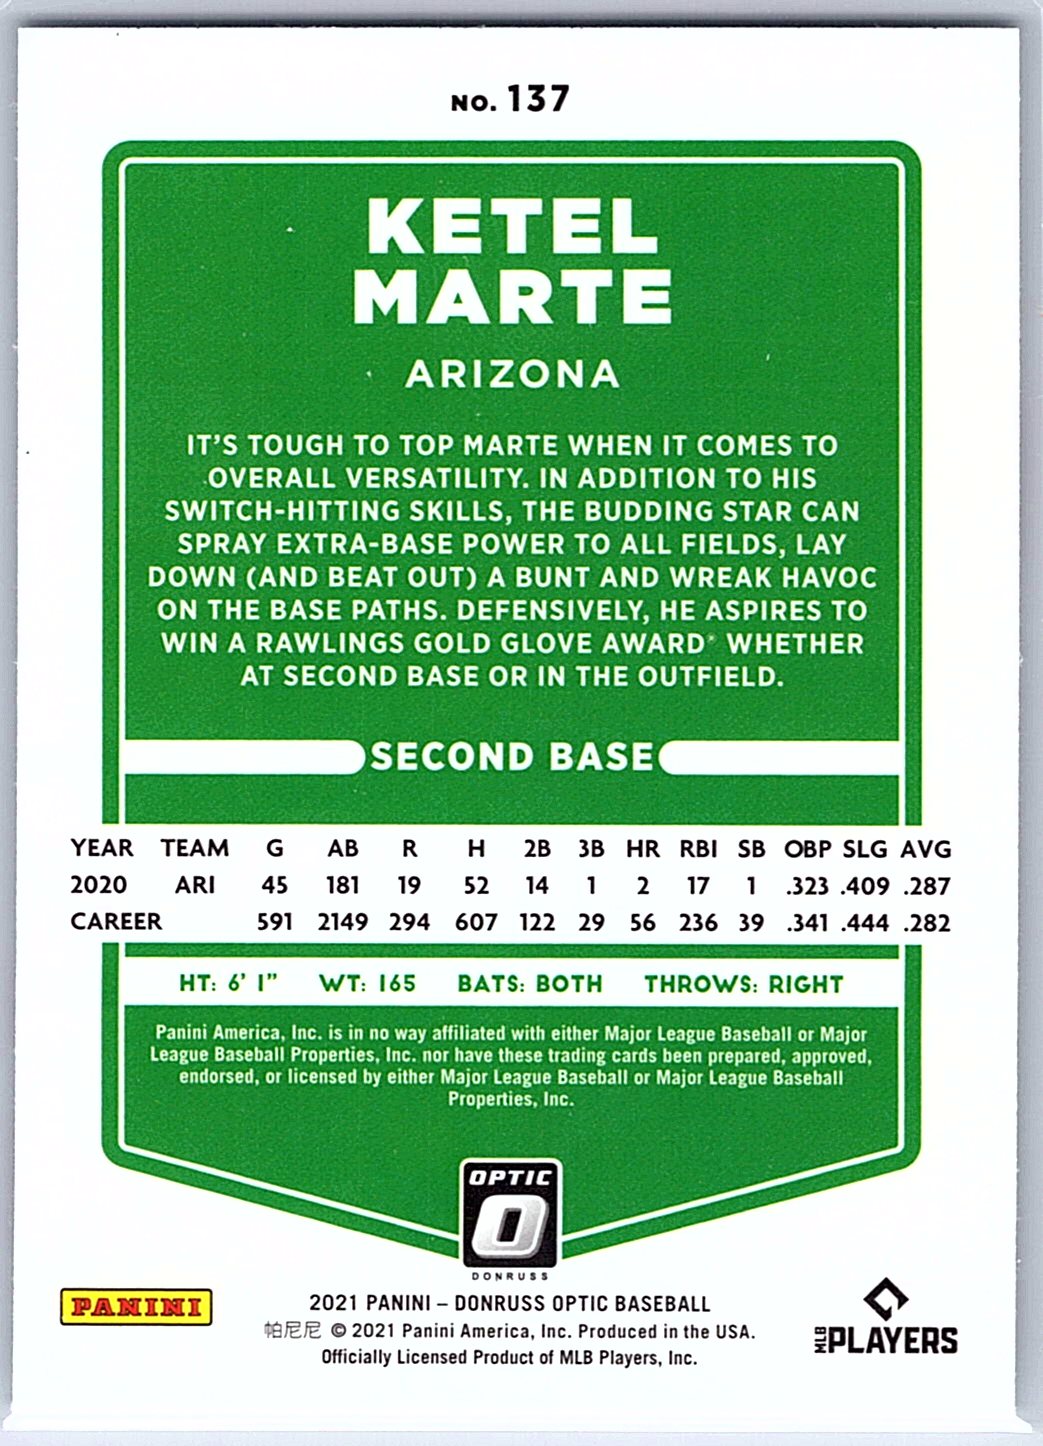 NO. 137
KETEL
MARTE
ARIZONA
IT'S TOUGH TO TOP MARTE WHEN IT COMES TO
OVERALL VERSATILITY. IN ADDITION TO HIS
SWITCH-HITTING SKILLS, THE BUDDING STAR CAN
SPRAY EXTRA-BASE POWER TO ALL FIELDS, LAY
DOWN (AND BEAT OUT) A BUNT AND WREAK HAVOC
ON THE BASE PATHS. DEFENSIVELY, HE ASPIRES TO
WIN A RAWLINGS GOLD GLOVE AWARD® WHETHER
AT SECOND BASE OR IN THE OUTFIELD.
SECOND BASE
YEAR TEAM G AB R H 2B 3B HR RBI SB OBP SLG AVG
2020 ARI 45 181 19 52 14 1 2 17 1 .323 .409 .287
CAREER 591 2149 294 607 122 29 56 236 39 .341 .444 .282
HT: 6' 1" WT: 165 BATS: BOTH THROWS: RIGHT
Panini America, Inc. is in no way affiliated with either Major League Baseball or Major
League Baseball Properties, Inc. nor have these trading cards been prepared, approved,
endorsed, or licensed by either Major League Baseball or Major League Baseball
Properties, Inc.
OPTIC
O
DONRUSS
PANINI
2021 PANINI – DONRUSS OPTIC BASEBALL
帕尼尼 © 2021 Panini America, Inc. Produced in the USA.
Officially Licensed Product of MLB Players, Inc.
MLB PLAYERS